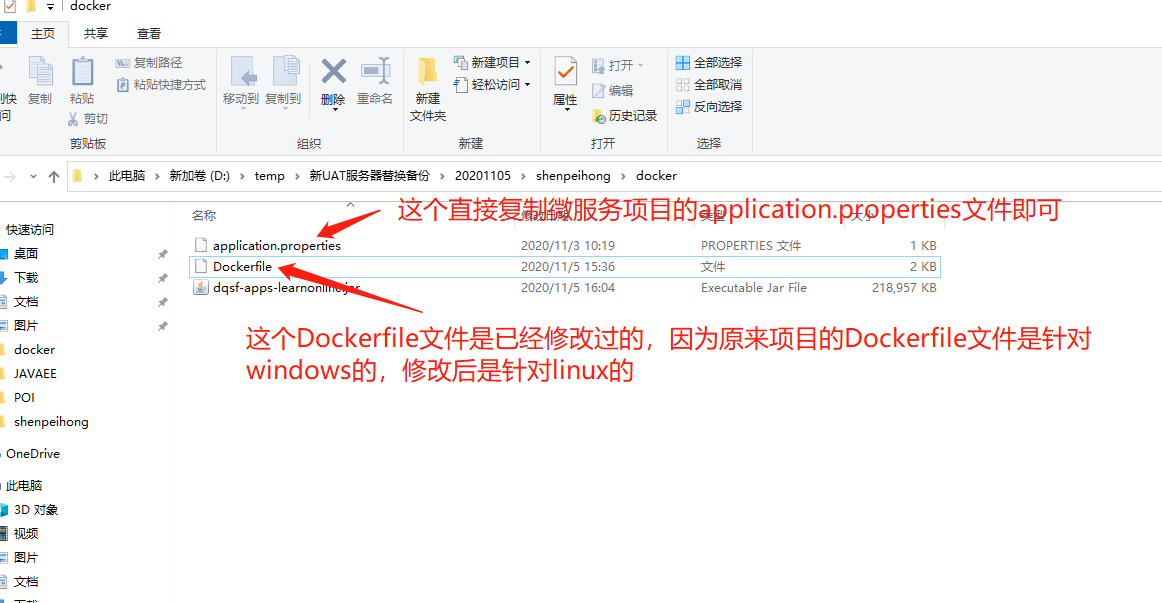 docker
主页 共享 查看
复制 粘贴 复制路径 粘贴快捷方式 剪切
移动到 复制到 删除 重命名
新建文件夹 新建项目 轻松访问
属性 打开 编辑 历史记录
全部选择 全部取消 反向选择
剪贴板 组织 新建 打开 选择
此电脑 新加卷 (D:) temp 新UAT服务器替换备份 20201105 shenpeihong docker
这个直接复制微服务项目的application.properties文件即可
名称 修改日期 类型 大小
application.properties 2020/11/3 10:19 PROPERTIES 文件 1 KB
Dockerfile 2020/11/5 15:36 文件 2 KB
dqsf-apps-learnonline.jar 2020/11/5 16:04 Executable Jar File 218,957 KB
这个Dockerfile文件是已经修改过的，因为原来项目的Dockerfile文件是针对
windows的，修改后是针对linux的
快速访问
桌面
下载
文档
图片
docker
JAVAEE
POI
shenpeihong
OneDrive
此电脑
3D 对象
视频
图片
文档